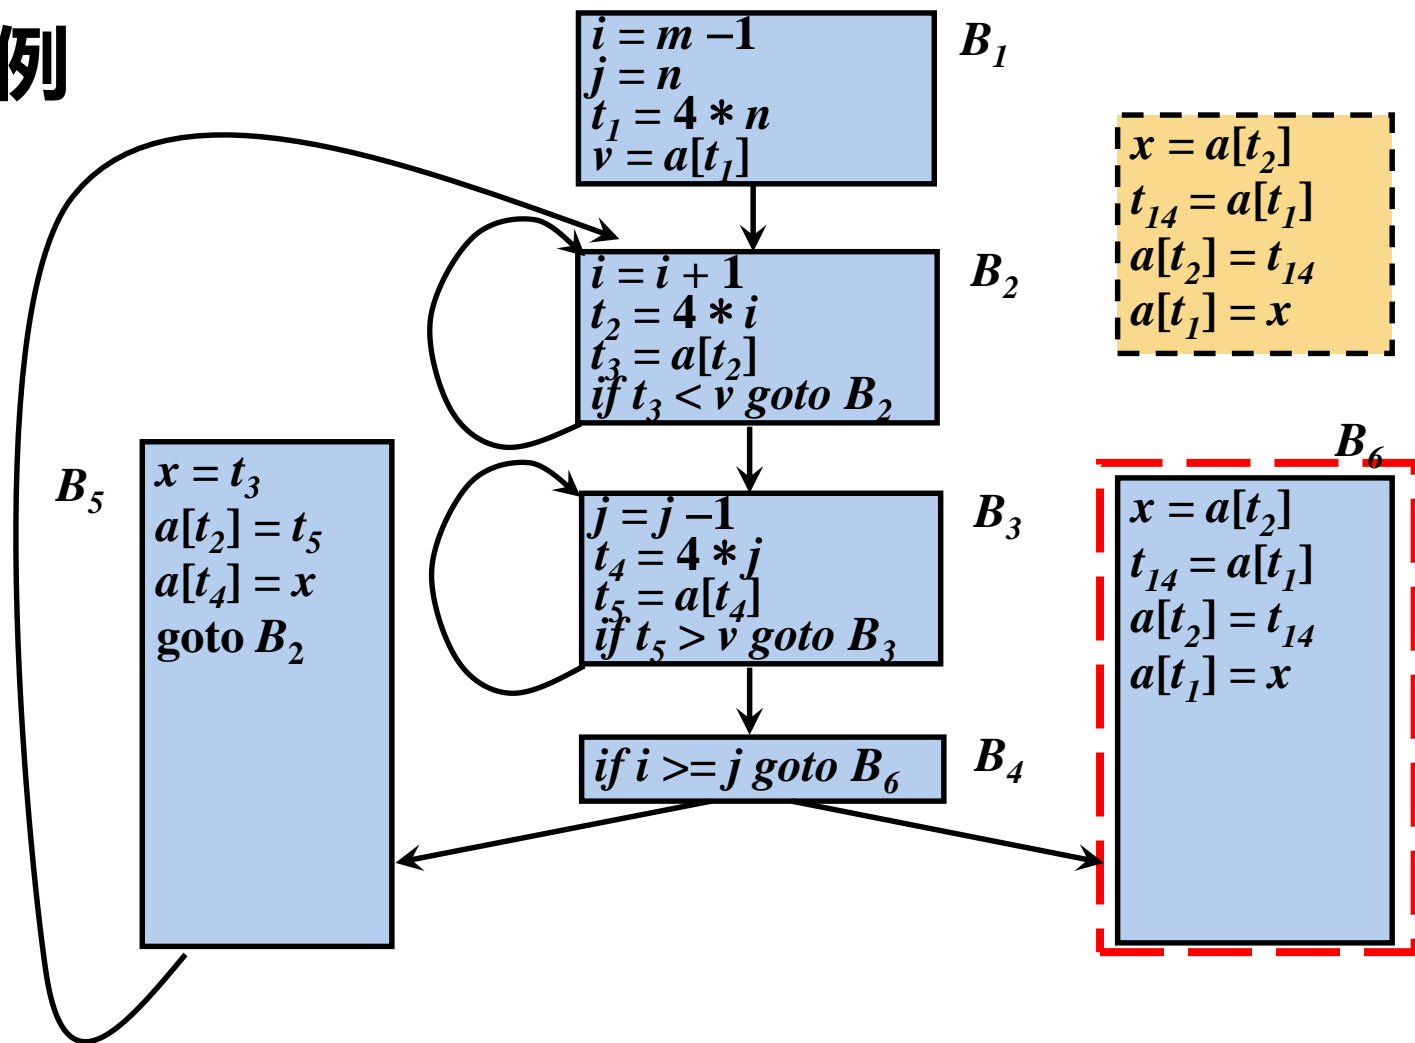 例
i = m −1
j = n
t1 = 4 * n
v = a[t1]
B1
x = a[t2]
t14 = a[t1]
a[t2] = t14
a[t1] = x
i = i + 1
t2 = 4 * i
t3 = a[t2]
if t3 < v goto B2
B2
B5
x = t3
a[t2] = t5
a[t4] = x
goto B2
j = j −1
t4 = 4 * j
t5 = a[t4]
if t5 > v goto B3
B3
B6
x = a[t2]
t14 = a[t1]
a[t2] = t14
a[t1] = x
if i >= j goto B6
B4